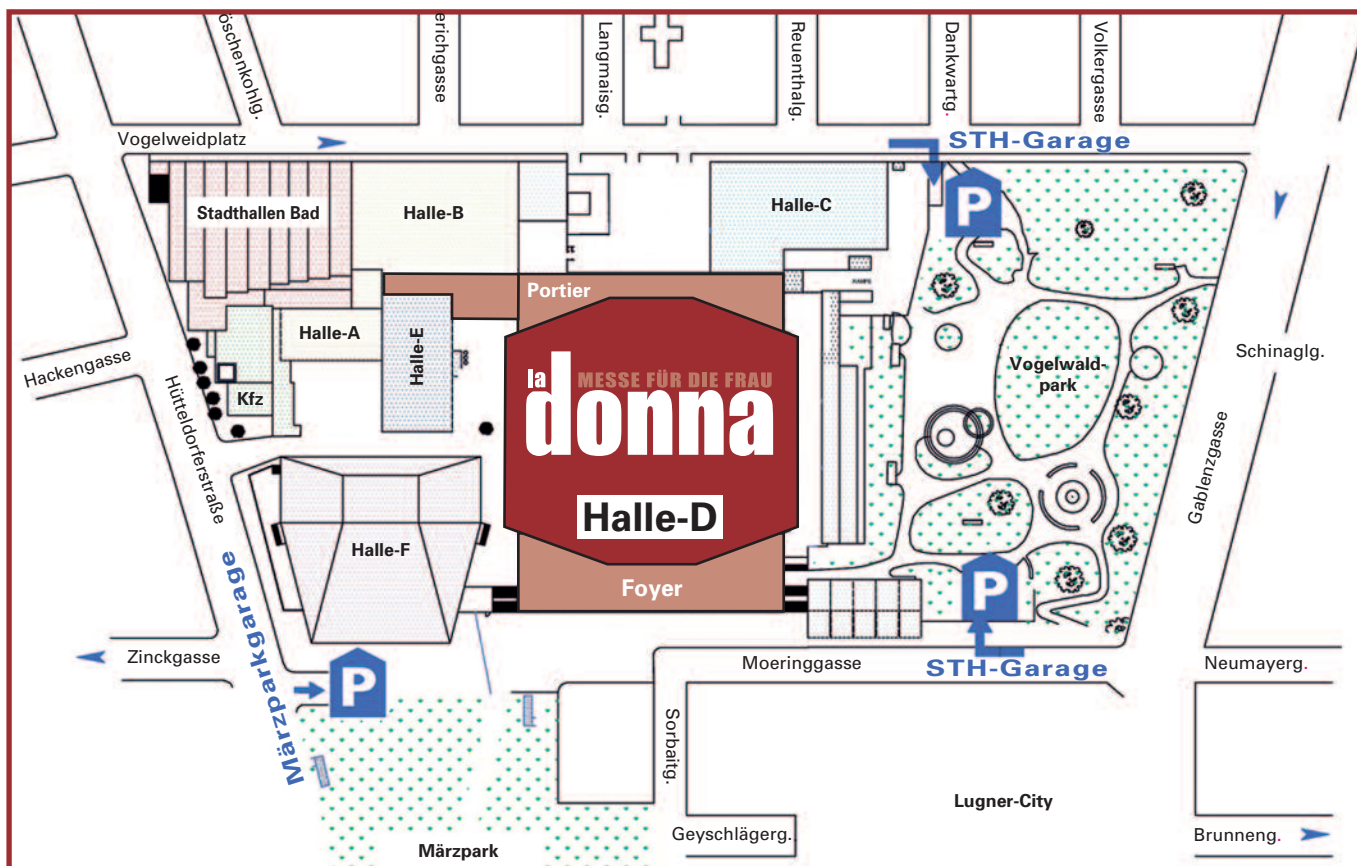 öschenkohlg.
erichgasse
Langmaisg.
Reuenthalg.
Dankwartg.
Volkergasse
Vogelweidplatz
STH-Garage
P
Stadthallen Bad
Halle-B
Halle-C
Portier
Halle-A
Halle-E
Hackengasse
Hütteldorferstraße
Kfz
la
MESSE FÜR DIE FRAU
donna
Halle-D
Vogelwald-
park
Schinaglg.
Gablenzgasse
Halle-F
Foyer
P
Märzparkgarage
Zinckgasse
P
Moeringgasse
STH-Garage
Neumayerg.
Sorbaitg.
Lugner-City
Geyschlägerg.
Brunneng.
Märzpark